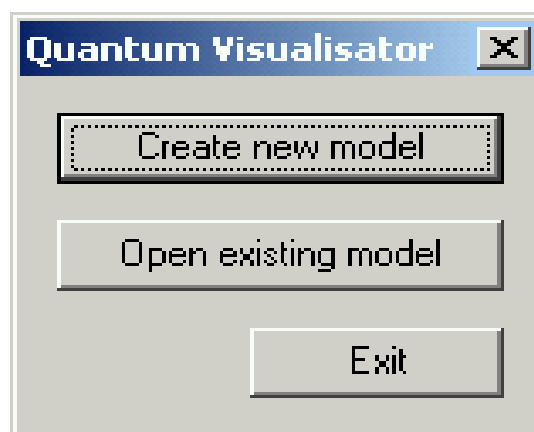 Quantum Visualisator
Create new model
Open existing model
Exit